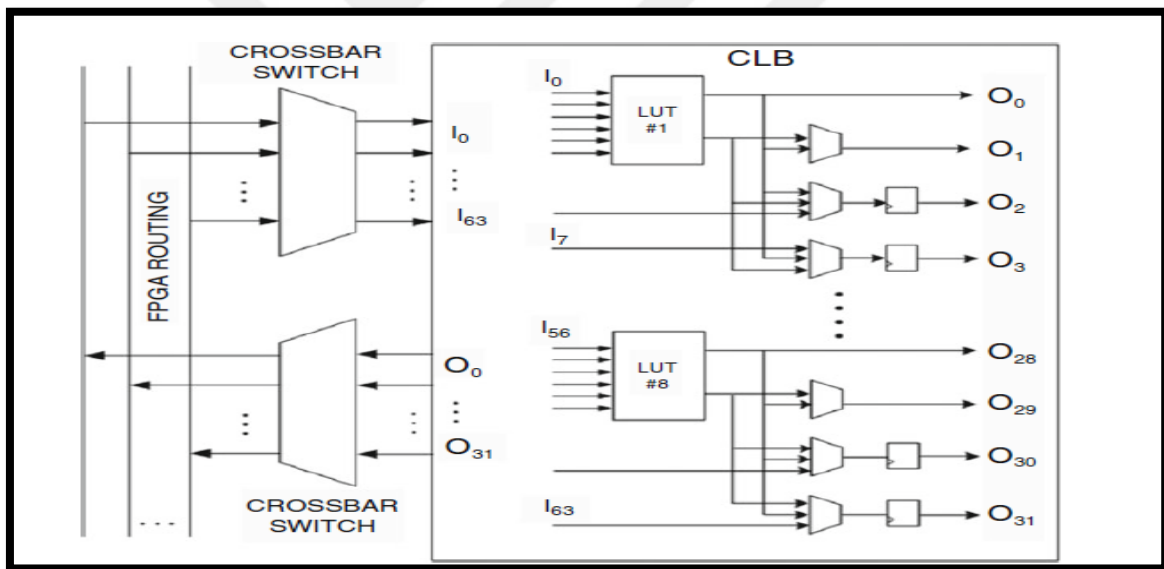 CROSSBAR
SWITCH
FPGA ROUTING
I0
I63
O0
O31
CROSSBAR
SWITCH
CLB
I0
LUT
#1
I7
I56
LUT
#8
I63
O0
O1
O2
O3
O28
O29
O30
O31